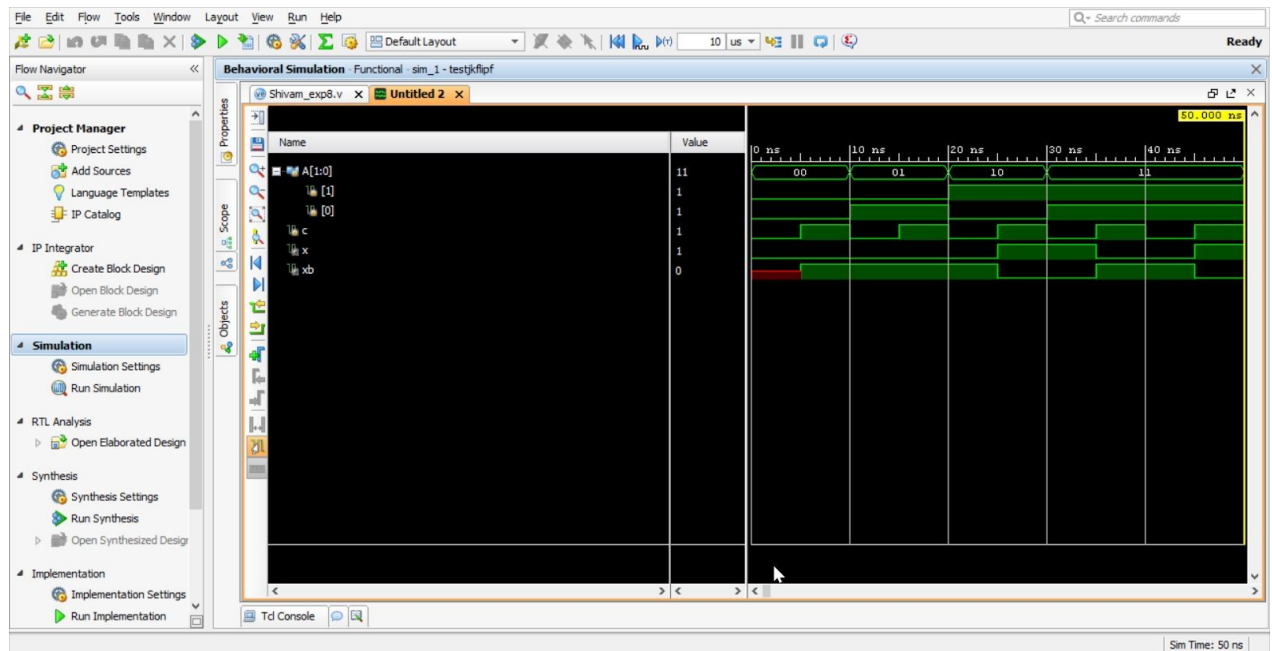 File Edit Flow Tools Window Layout View Run Help
Search commands
Default Layout
10 us
Ready
Flow Navigator
Behavioral Simulation - Functional - sim_1 - testjkflipf
Shivam_exp8.v
Untitled 2
Project Manager
Project Settings
Add Sources
Language Templates
IP Catalog
IP Integrator
Create Block Design
Open Block Design
Generate Block Design
Simulation
Simulation Settings
Run Simulation
RTL Analysis
Open Elaborated Design
Synthesis
Synthesis Settings
Run Synthesis
Open Synthesized Desigr
Implementation
Implementation Settings
Run Implementation
Properties
Scope
Objects
Name Value
A[1:0] 11
[1] 1
[0] 1
c 1
x 1
xb 0
50.000 ns
0 ns 10 ns 20 ns 30 ns 40 ns
00 01 10 11
Tcl Console
Sim Time: 50 ns